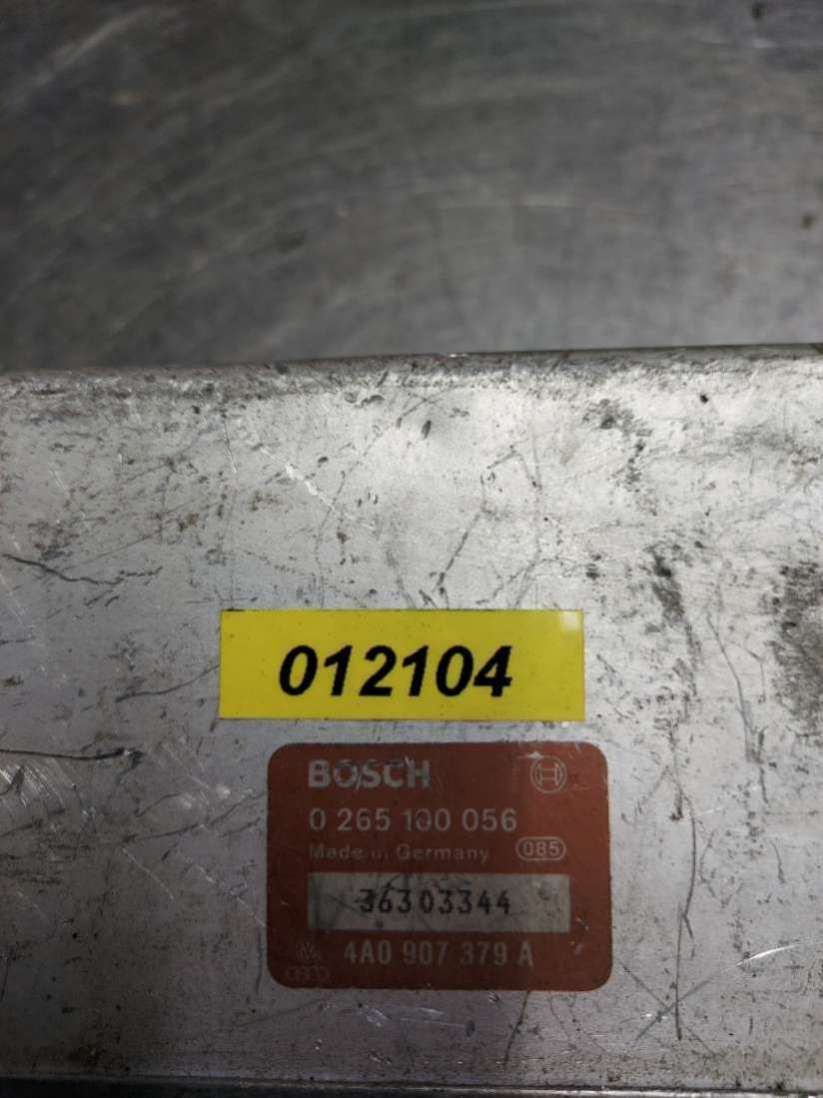 012104
BOSCH
0 265 100 056
Made in Germany 085
36303344
4A0 907 379 A